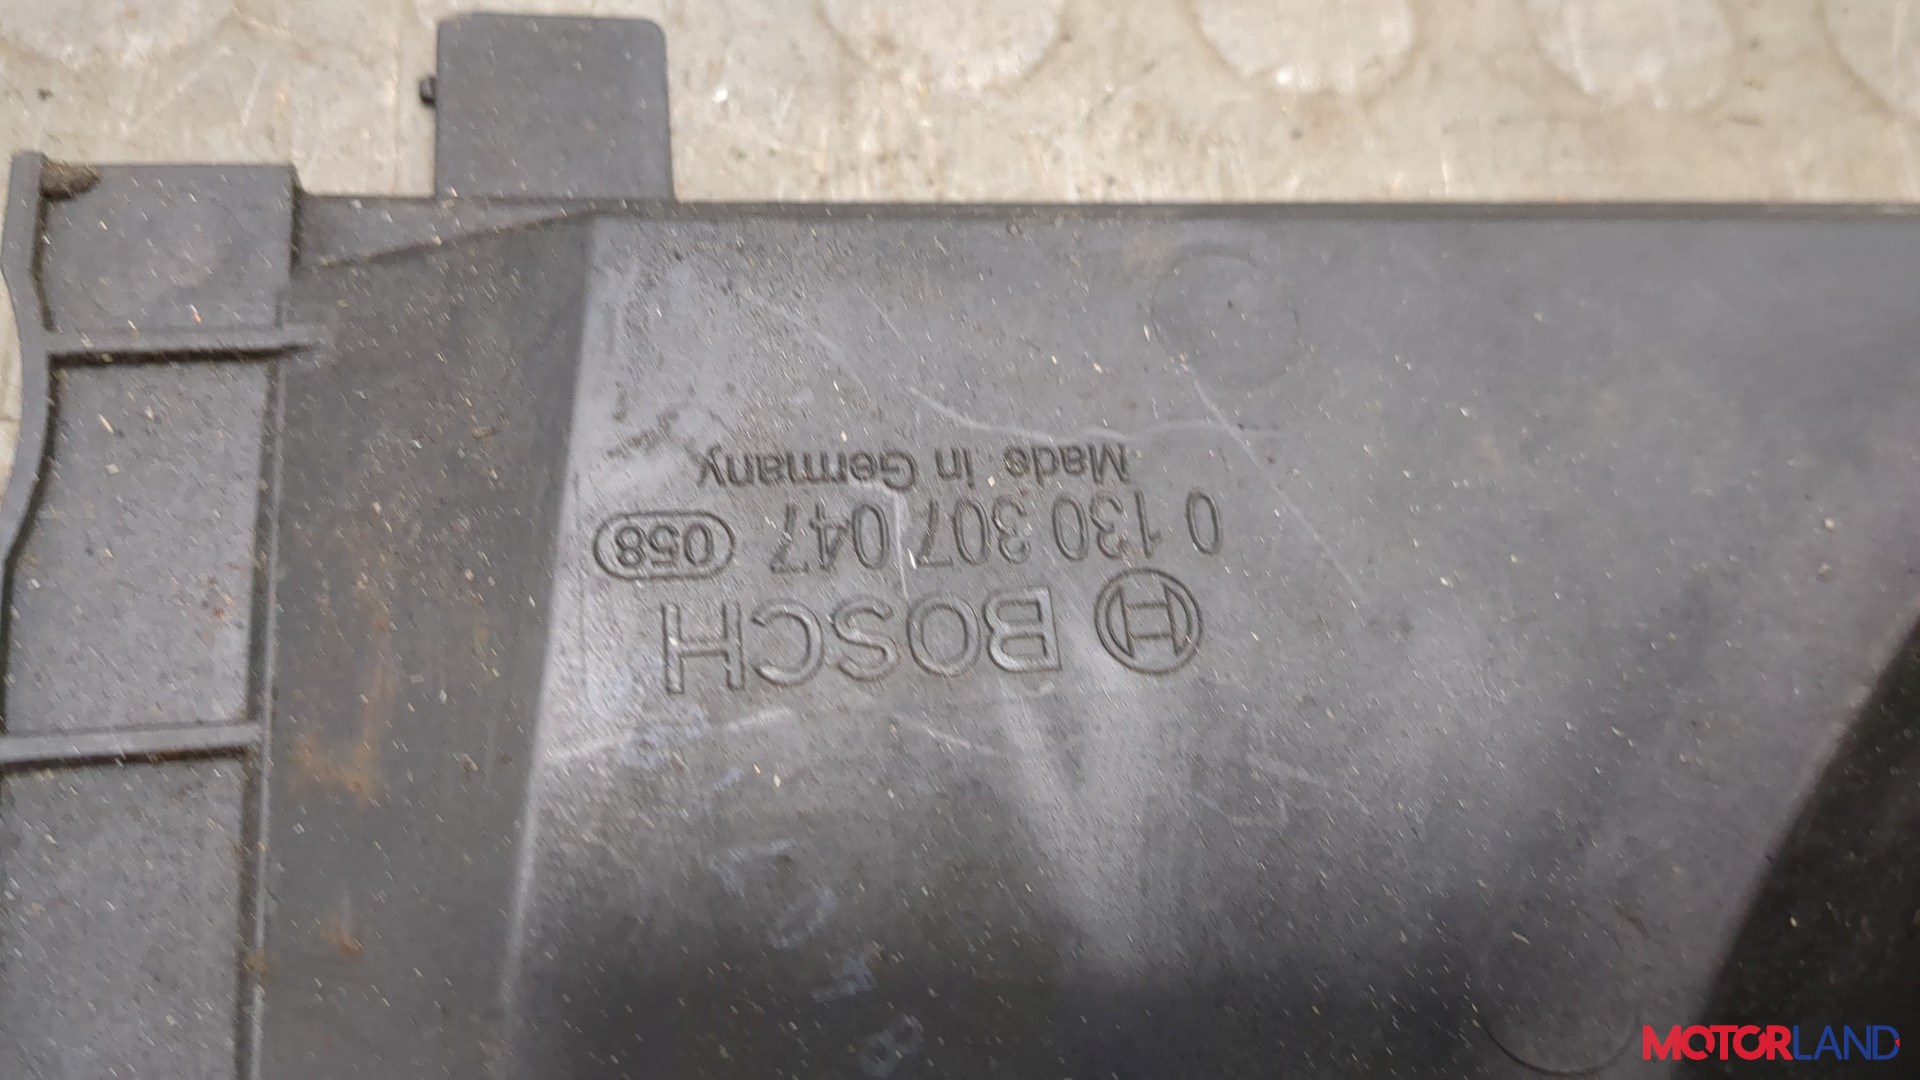 BOSCH
0 130 307 047 058
Made in Germany
MOTORLAND